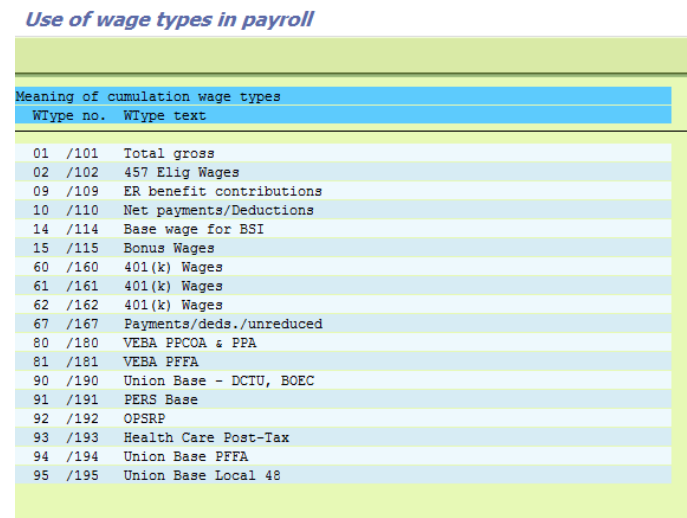 Use of wage types in payroll
Meaning of cumulation wage types
WType no. WType text
01 /101 Total gross
02 /102 457 Elig Wages
09 /109 ER benefit contributions
10 /110 Net payments/Deductions
14 /114 Base wage for BSI
15 /115 Bonus Wages
60 /160 401(k) Wages
61 /161 401(k) Wages
62 /162 401(k) Wages
67 /167 Payments/deds./unreduced
80 /180 VEBA PPCOA & PPA
81 /181 VEBA PFFA
90 /190 Union Base - DCTU, BOEC
91 /191 PERS Base
92 /192 OPSRP
93 /193 Health Care Post-Tax
94 /194 Union Base PFFA
95 /195 Union Base Local 48